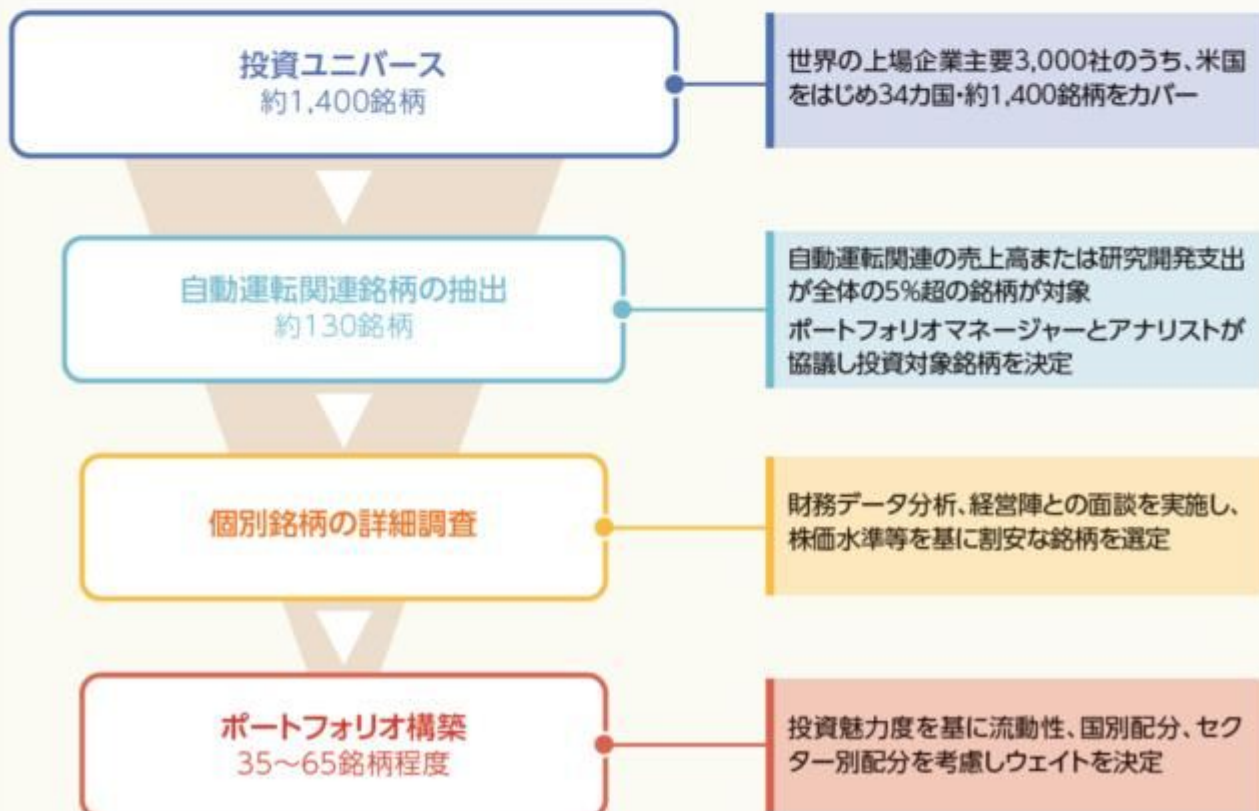 投資ユニバース
約1,400銘柄
世界の上場企業主要3,000社のうち、米国
をはじめ34カ国・約1,400銘柄をカバー
自動運転関連銘柄の抽出
約130銘柄
自動運転関連の売上高または研究開発支出
が全体の5%超の銘柄が対象
ポートフォリオマネージャーとアナリストが
協議し投資対象銘柄を決定
個別銘柄の詳細調査
財務データ分析、経営陣との面談を実施し、
株価水準等を基に割安な銘柄を選定
ポートフォリオ構築
35〜65銘柄程度
投資魅力度を基に流動性、国別配分、セク
ター別配分を考慮しウェイトを決定